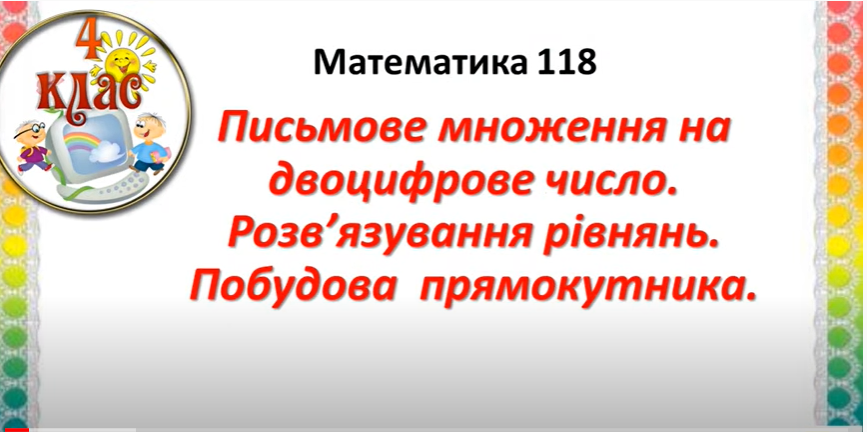 4
клас
Математика 118
Письмове множення на
двоцифрове число.
Розв’язування рівнянь.
Побудова прямокутника.